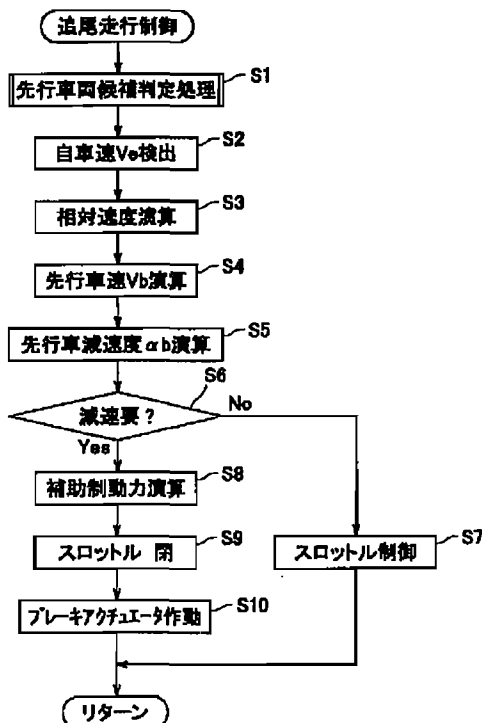 追尾走行制御
先行車両候補判定処理
S1
自車速Ve検出
S2
相対速度演算
S3
先行車速Vb演算
S4
先行車減速度αb演算
S5
減速要？
S6
No
Yes
補助制動力演算
S8
スロットル 閉
S9
スロットル制御
S7
ブレーキアクチュエータ作動
S10
リターン